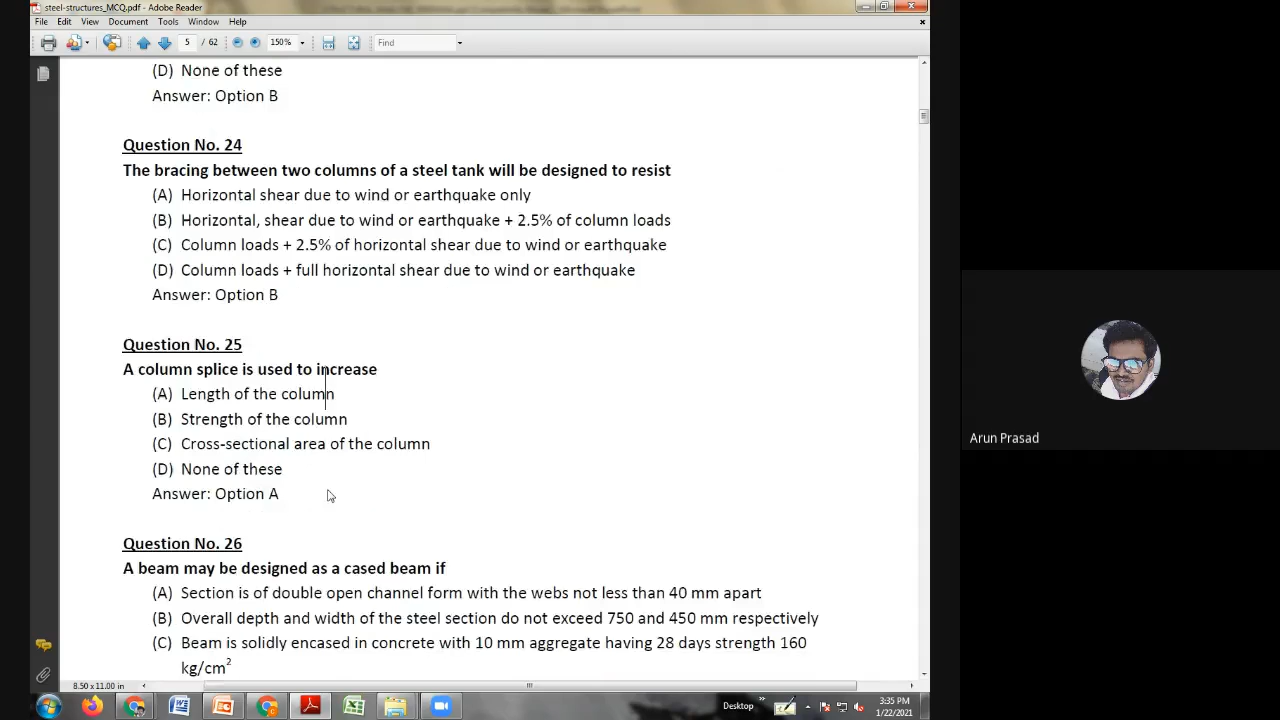 steel-structures_MCQ.pdf - Adobe Reader
File Edit View Document Tools Window Help
5 / 62 150% Find
(D) None of these
Answer: Option B
Question No. 24
The bracing between two columns of a steel tank will be designed to resist
(A) Horizontal shear due to wind or earthquake only
(B) Horizontal, shear due to wind or earthquake + 2.5% of column loads
(C) Column loads + 2.5% of horizontal shear due to wind or earthquake
(D) Column loads + full horizontal shear due to wind or earthquake
Answer: Option B
Question No. 25
A column splice is used to increase
(A) Length of the column
(B) Strength of the column
(C) Cross-sectional area of the column
(D) None of these
Answer: Option A
Question No. 26
A beam may be designed as a cased beam if
(A) Section is of double open channel form with the webs not less than 40 mm apart
(B) Overall depth and width of the steel section do not exceed 750 and 450 mm respectively
(C) Beam is solidly encased in concrete with 10 mm aggregate having 28 days strength 160
kg/cm²
8.50 x 11.00 in
Desktop
3:35 PM
1/22/2021
Arun Prasad